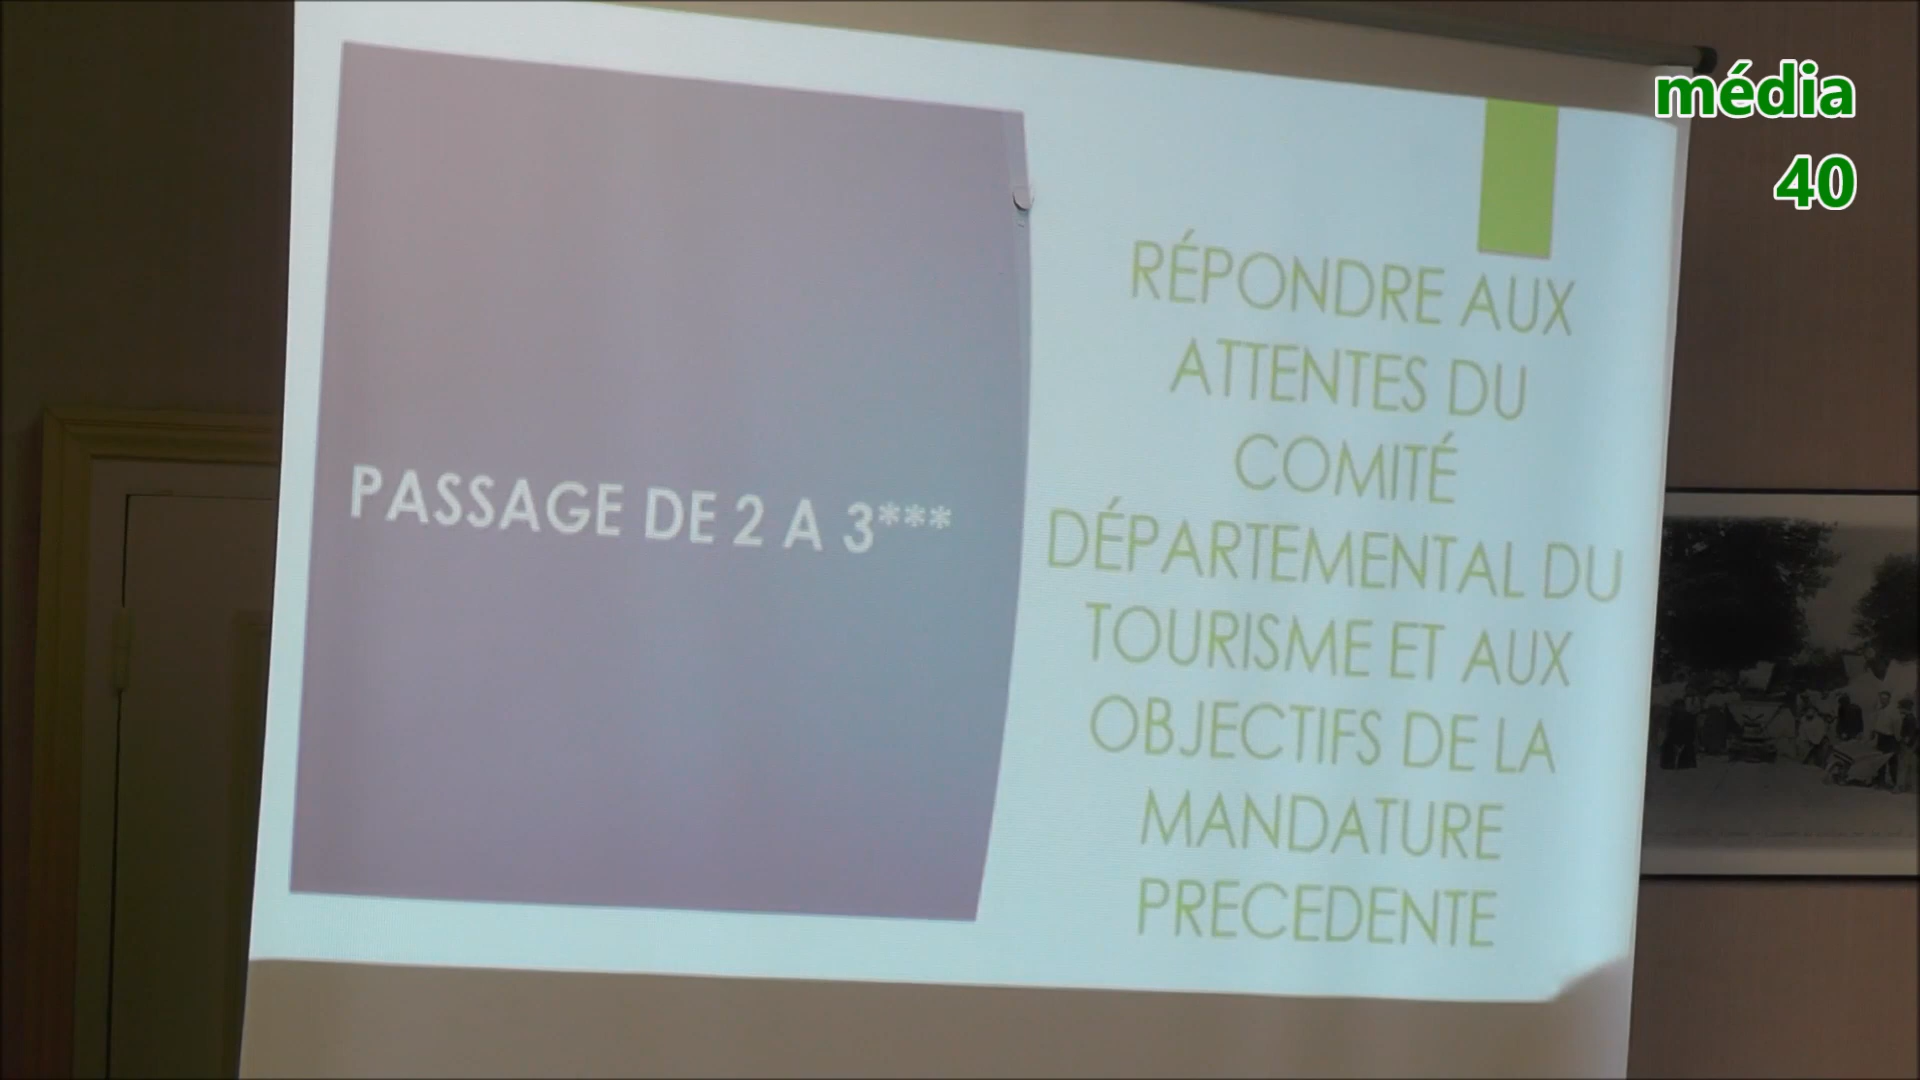 média
40
PASSAGE DE 2 A 3***
RÉPONDRE AUX
ATTENTES DU
COMITÉ
DÉPARTEMENTAL DU
TOURISME ET AUX
OBJECTIFS DE LA
MANDATURE
PRECEDENTE